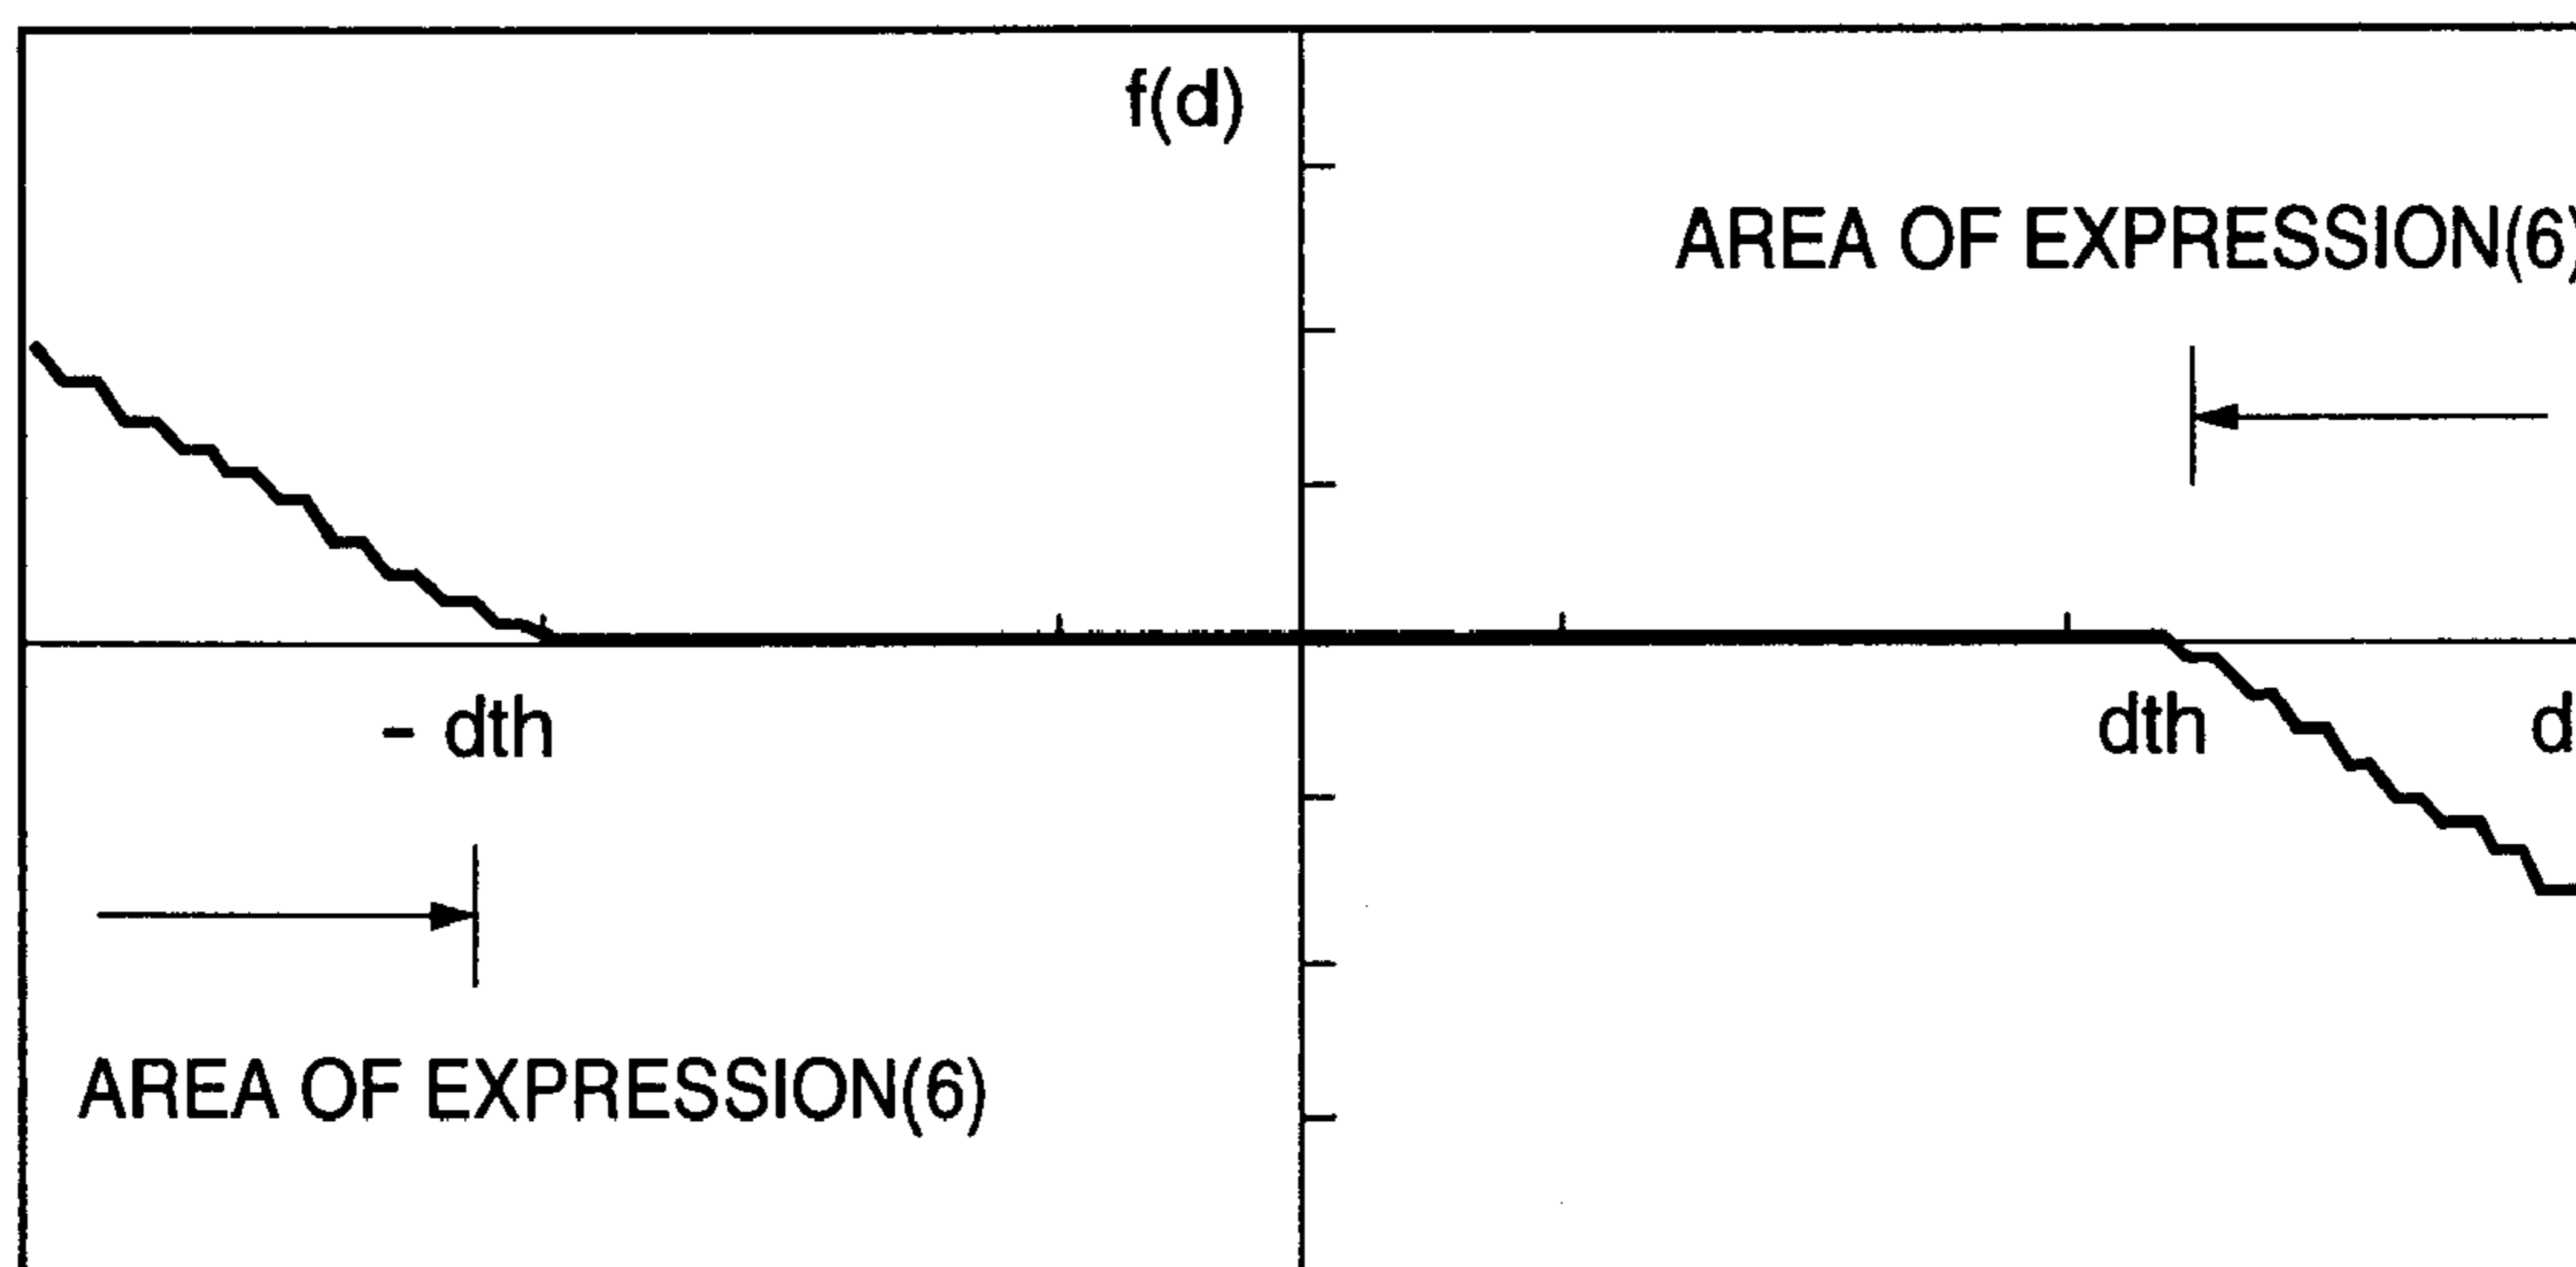 f(d)
AREA OF EXPRESSION(6)
- dth
dth
d
AREA OF EXPRESSION(6)